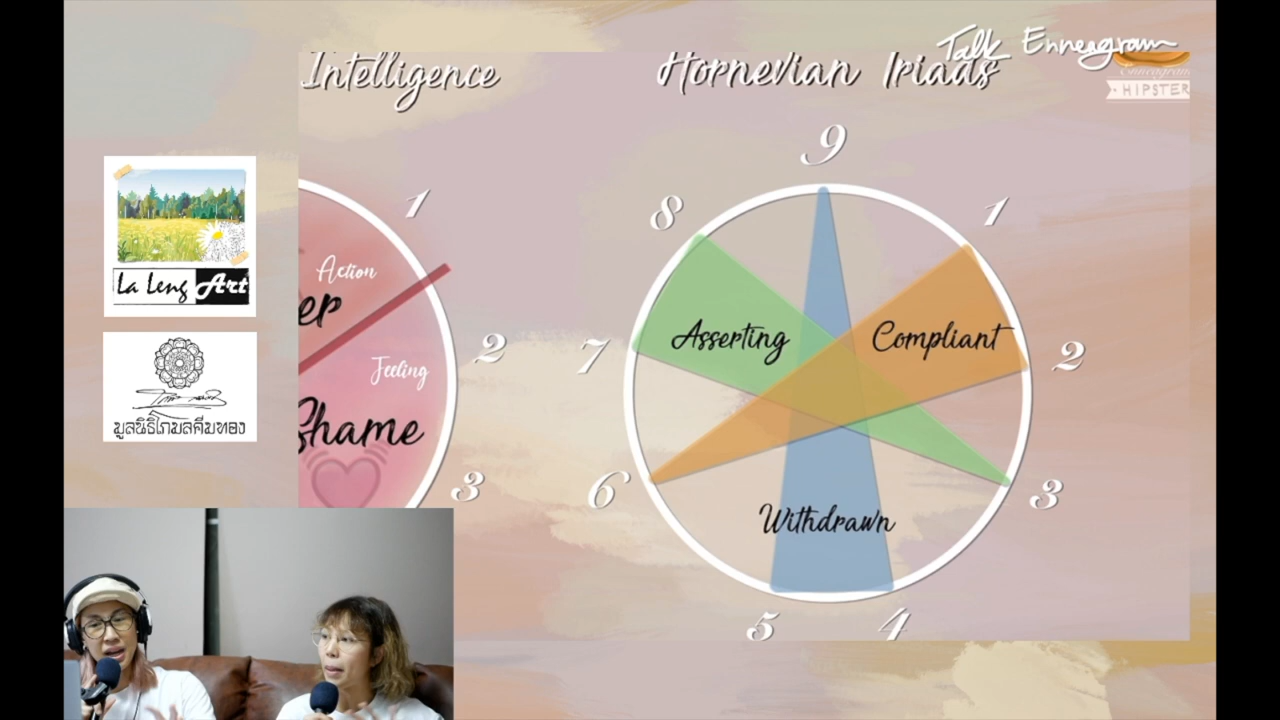 Talk Enneagram
Intelligence
Hornevian Triads
Enneagram
HIPSTER
9
8
1
7
2
6
3
5
4
Asserting
Compliant
Withdrawn
1
Action
2
Feeling
Shame
3
La Leng Art
มูลนิธิโกมลคีมทอง